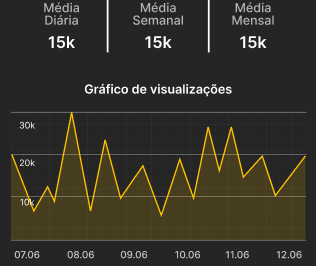 Média Média Média
Diária Semanal Mensal
15k 15k 15k
Gráfico de visualizações
30k
20k
10k
07.06 08.06 09.06 10.06 11.06 12.06